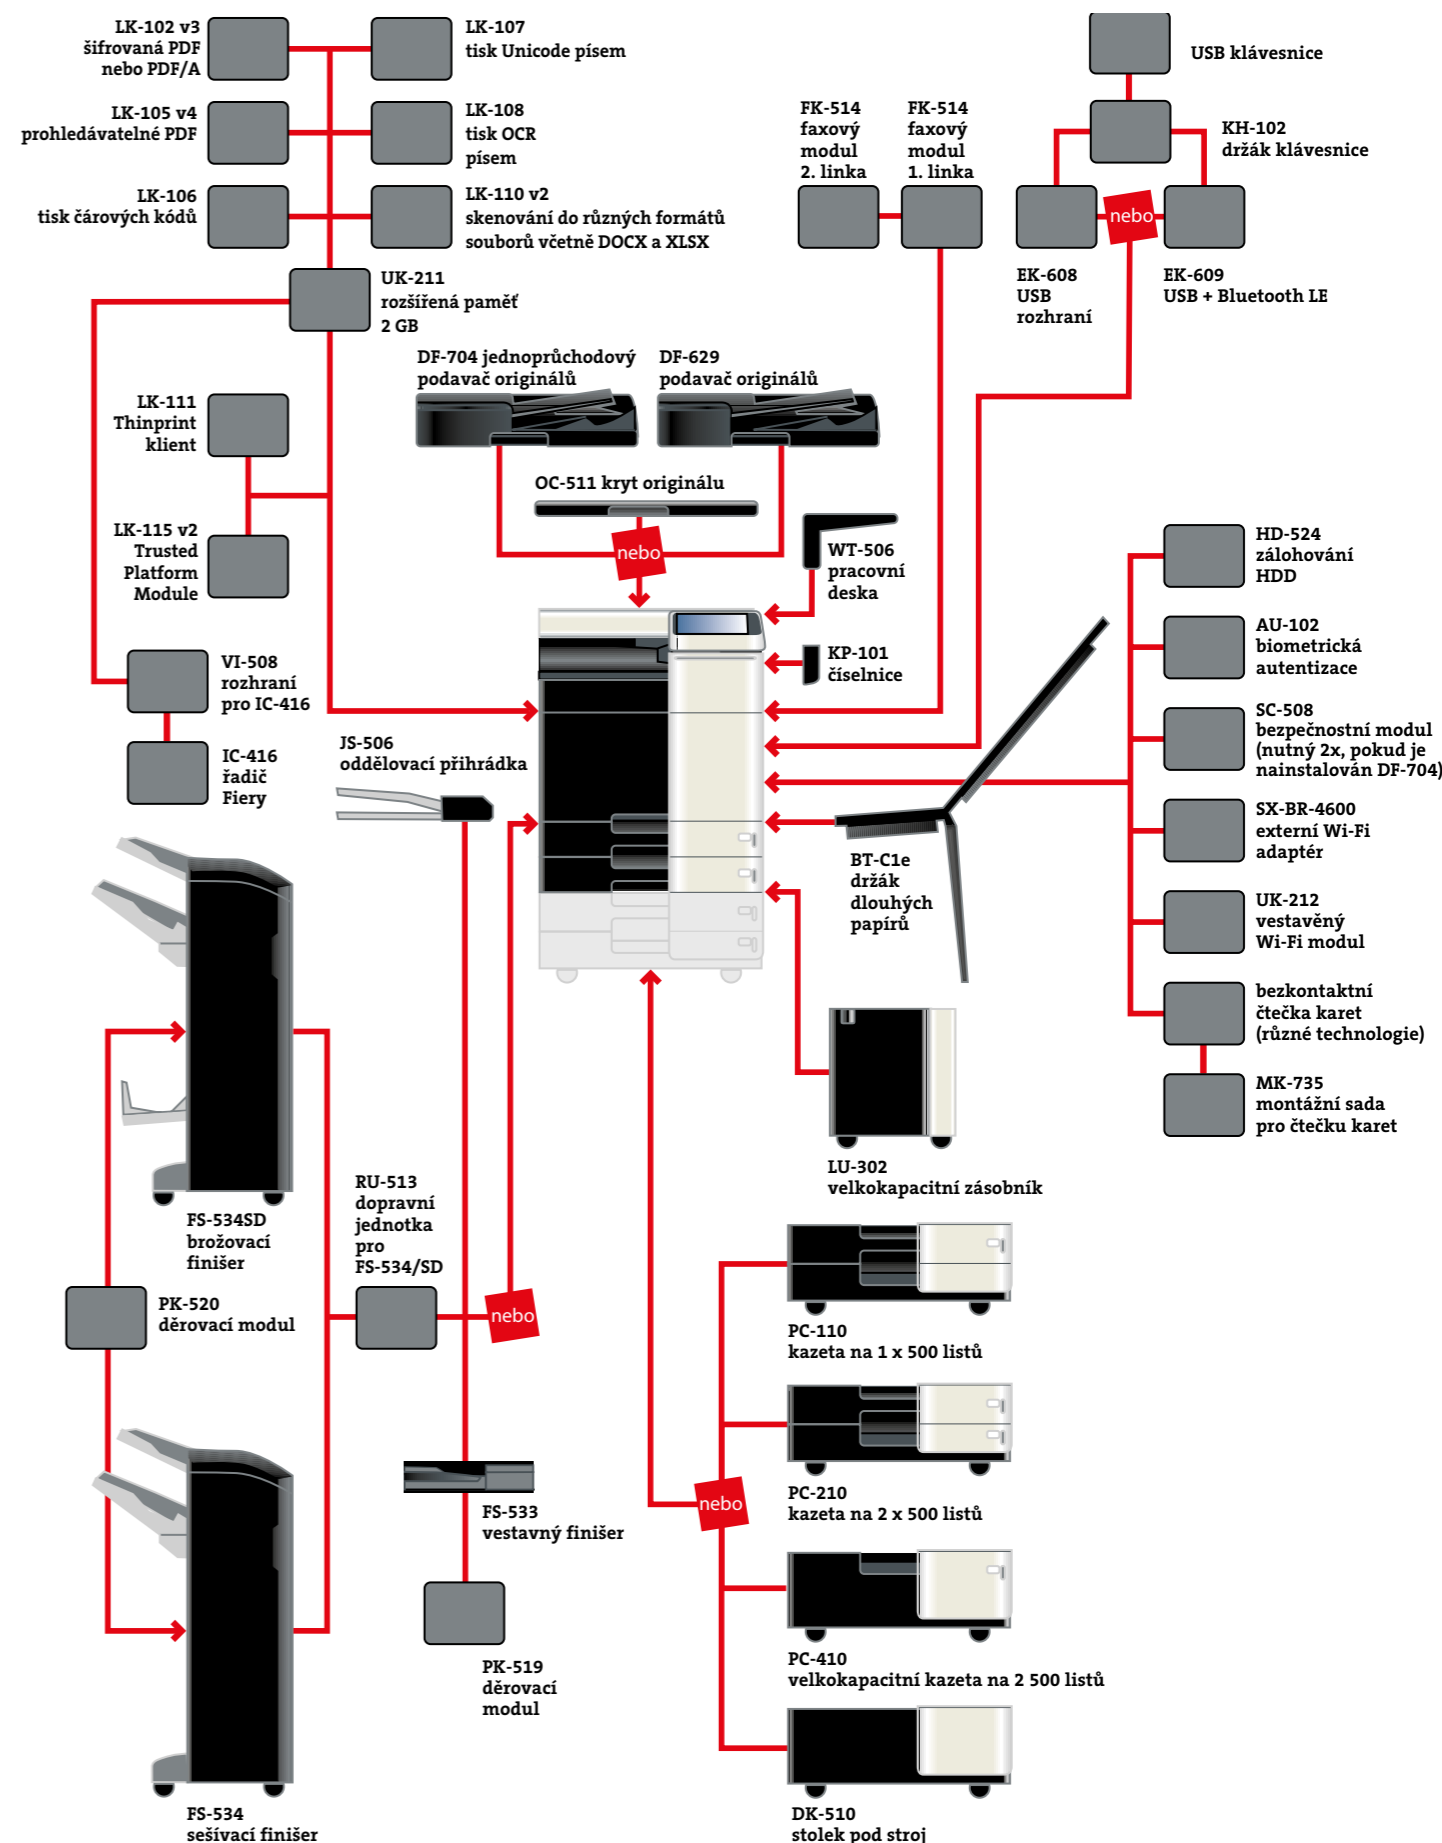 LK-102 v3
šifrovaná PDF
nebo PDF/A
LK-107
tisk Unicode písem
USB klávesnice
LK-105 v4
prohledávatelné PDF
LK-108
tisk OCR
písem
FK-514
faxový
modul
2. linka
FK-514
faxový
modul
1. linka
KH-102
držák klávesnice
LK-106
tisk čárových kódů
LK-110 v2
skenování do různých formátů
souborů včetně DOCX a XLSX
nebo
UK-211
rozšířená paměť
2 GB
EK-608
USB
rozhraní
EK-609
USB + Bluetooth LE
DF-704 jednoprůchodový
podavač originálů
DF-629
podavač originálů
LK-111
Thinprint
klient
OC-511 kryt originálu
LK-115 v2
Trusted
Platform
Module
nebo
WT-506
pracovní
deska
HD-524
zálohování
HDD
AU-102
biometrická
autentizace
KP-101
číselnice
VI-508
rozhraní
pro IC-416
SC-508
bezpečnostní modul
(nutný 2x, pokud je
nainstalován DF-704)
JS-506
oddělovací přihrádka
IC-416
řadič
Fiery
SX-BR-4600
externí Wi-Fi
adaptér
BT-C1e
držák
dlouhých
papírů
UK-212
vestavěný
Wi-Fi modul
bezkontaktní
čtečka karet
(různé technologie)
MK-735
montážní sada
pro čtečku karet
LU-302
velkokapacitní zásobník
RU-513
dopravní
jednotka
pro
FS-534/SD
FS-534SD
brožovací
finišer
PK-520
děrovací modul
nebo
PC-110
kazeta na 1 x 500 listů
PC-210
kazeta na 2 x 500 listů
nebo
FS-533
vestavný finišer
PK-519
děrovací
modul
PC-410
velkokapacitní kazeta na 2 500 listů
FS-534
sešívací finišer
DK-510
stolek pod stroj